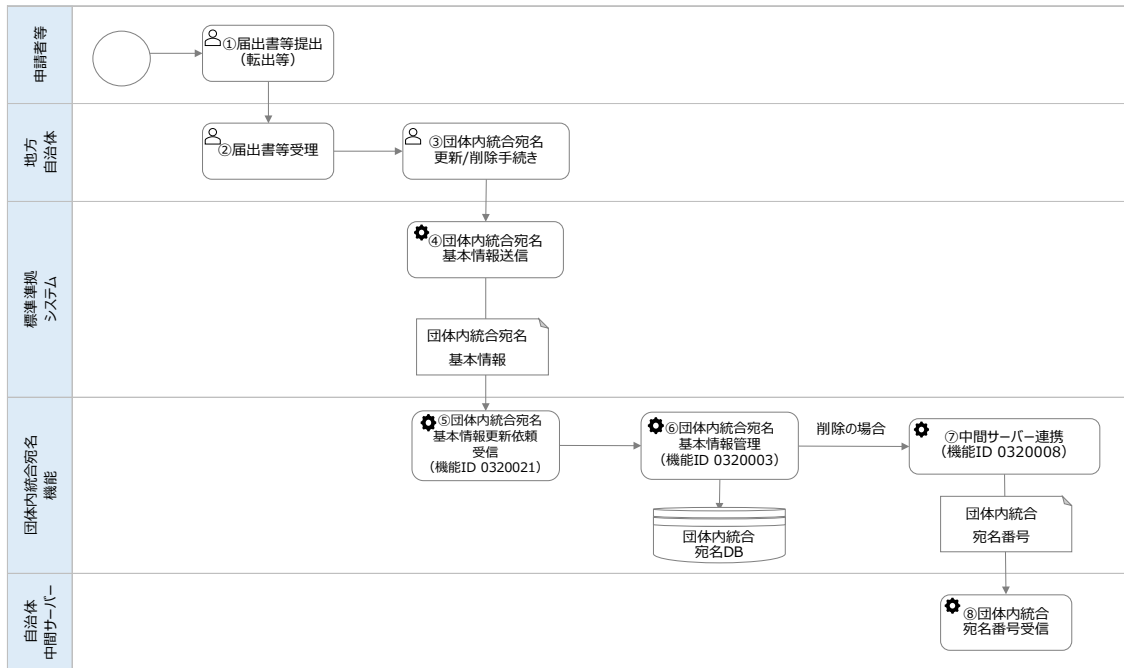 申請者等
①届出書等提出
（転出等）
地方
自治体
②届出書等受理
③団体内統合宛名
更新/削除手続き
標準準拠
システム
④団体内統合宛名
基本情報送信
団体内統合宛名
基本情報
団体内統合宛名
機能
⑤団体内統合宛名
基本情報更新依頼
受信
（機能ID 0320021）
⑥団体内統合宛名
基本情報管理
（機能ID 0320003）
削除の場合
⑦中間サーバー連携
（機能ID 0320008）
団体内統合
宛名DB
団体内統合
宛名番号
自治体
中間サーバー
⑧団体内統合
宛名番号受信